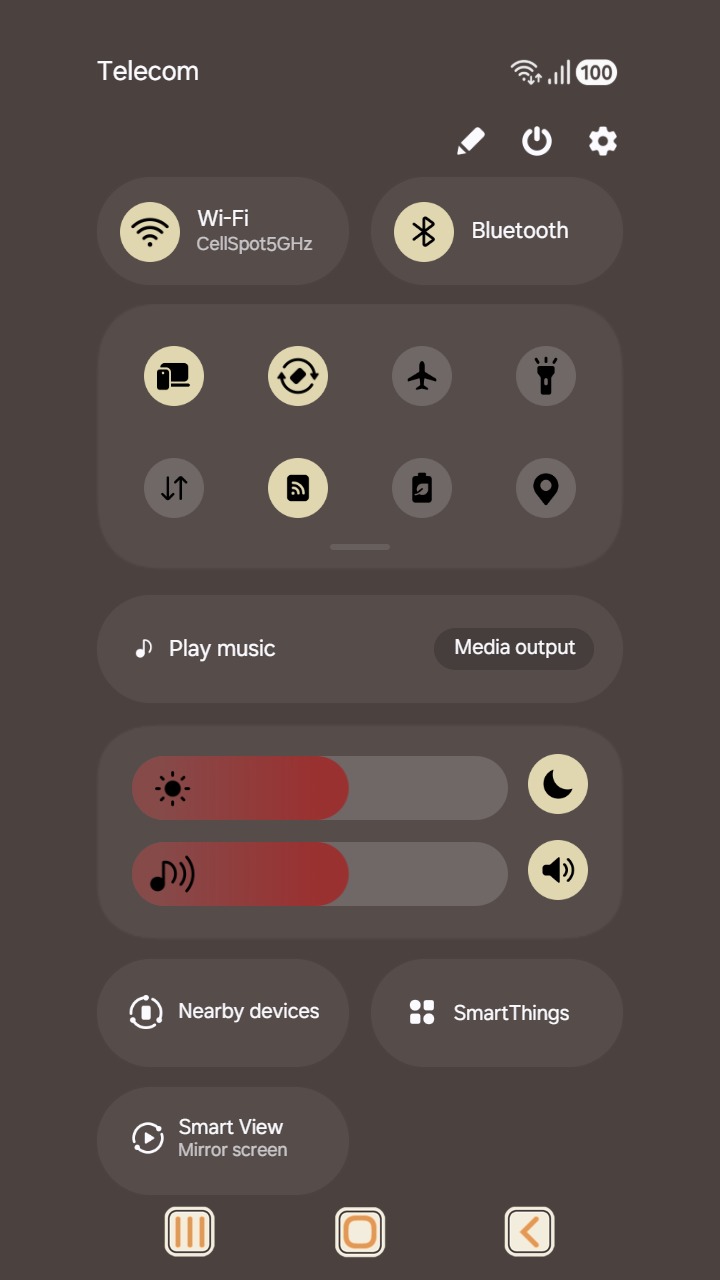 Telecom
100
Wi-Fi
CellSpot5GHz
Bluetooth
Play music
Media output
Nearby devices
SmartThings
Smart View
Mirror screen